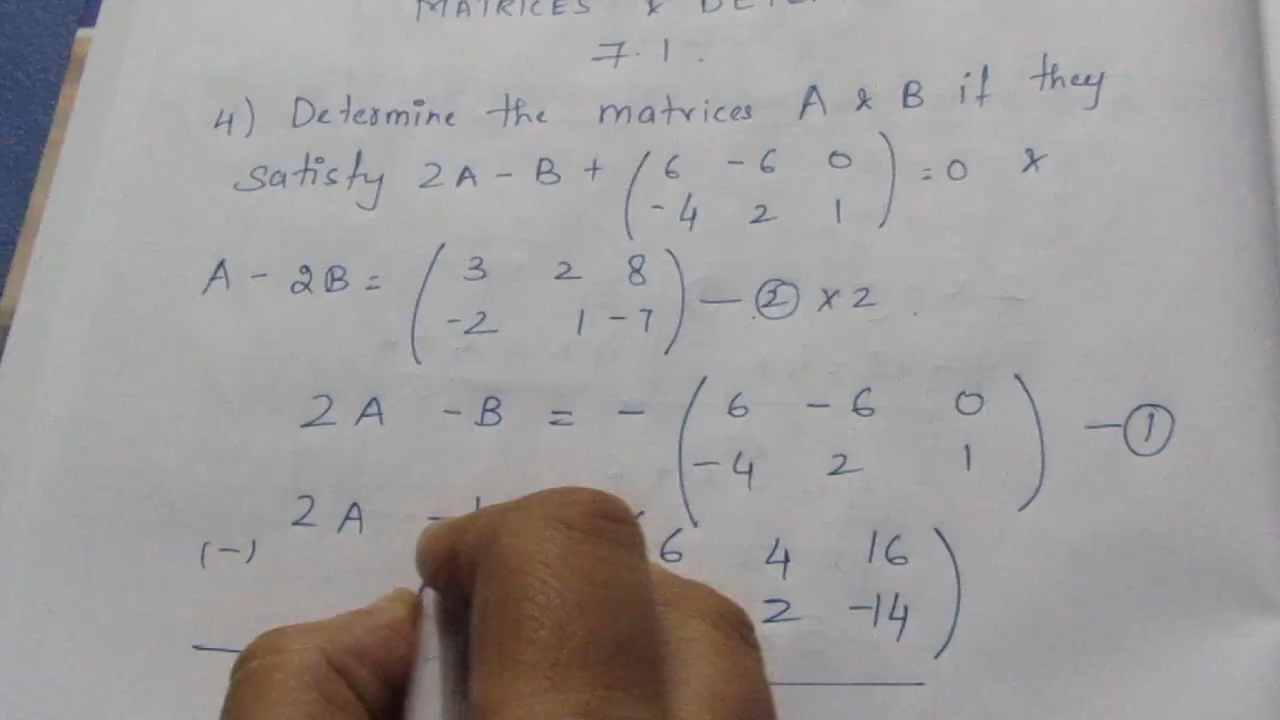 MATRICES & DETE
7.1.
4) Determine the matrices A & B if they
satisfy 2A - B + ( 6 -6 0 ) = 0 &
-4 2 1
A - 2B = ( 3 2 8 ) — ② × 2
-2 1 -7
2A - B = - ( 6 -6 0 ) — ①
-4 2 1
2A -
(-) 6 4 16 )
2 -14